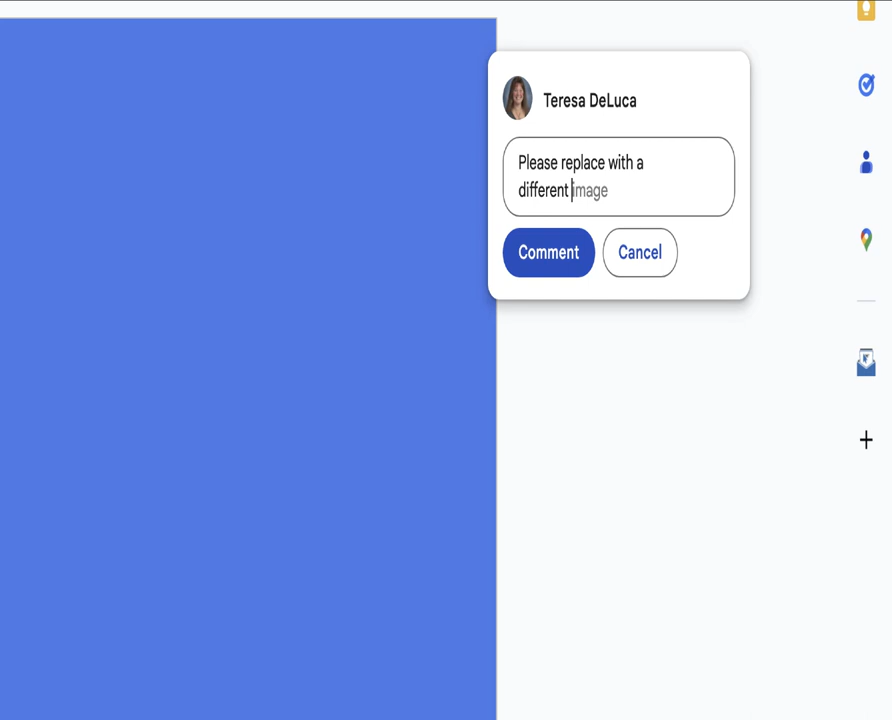 Teresa DeLuca
Please replace with a
different image
Comment
Cancel